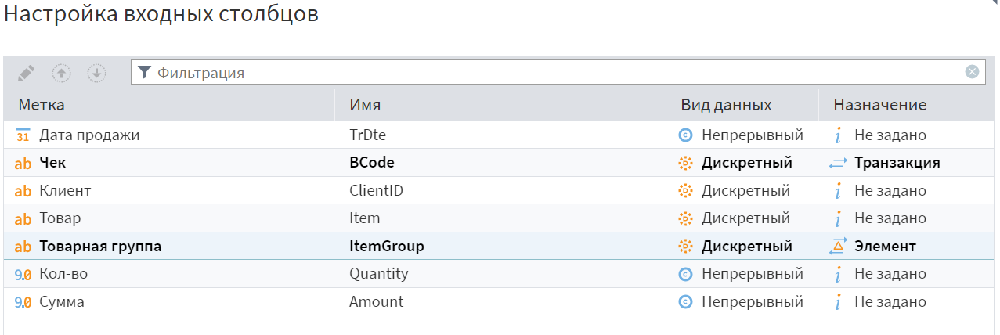 Настройка входных столбцов
Фильтрация
Метка Имя Вид данных Назначение
31 Дата продажи TrDte C Непрерывный i Не задано
ab Чек BCode D Дискретный Транзакция
ab Клиент ClientID D Дискретный i Не задано
ab Товар Item D Дискретный i Не задано
ab Товарная группа ItemGroup D Дискретный Элемент
9.0 Кол-во Quantity C Непрерывный i Не задано
9.0 Сумма Amount C Непрерывный i Не задано